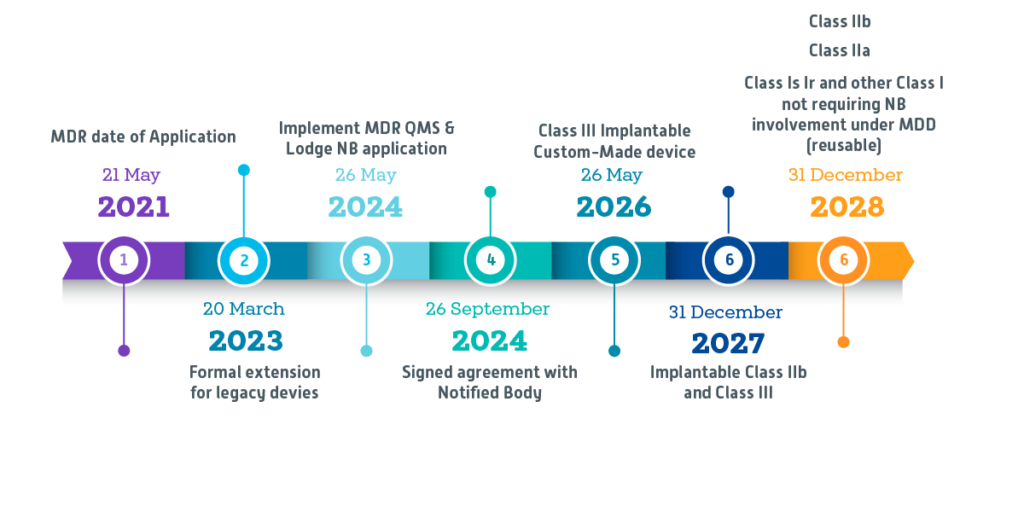 MDR date of Application
21 May
2021
1
2
20 March
2023
Formal extension
for legacy devies
Implement MDR QMS &
Lodge NB application
26 May
2024
3
4
26 September
2024
Signed agreement with
Notified Body
Class III Implantable
Custom-Made device
26 May
2026
5
6
31 December
2027
Implantable Class IIb
and Class III
Class IIb
Class IIa
Class Is Ir and other Class I
not requiring NB
involvement under MDD
(reusable)
31 December
2028
6